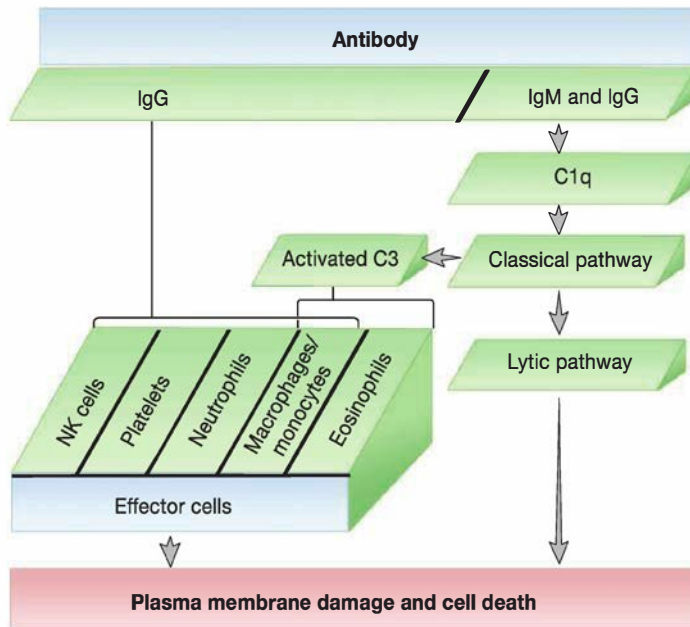 Antibody
IgG
IgM and IgG
C1q
Activated C3
Classical pathway
Lytic pathway
NK cells
Platelets
Neutrophils
Macrophages/
monocytes
Eosinophils
Effector cells
Plasma membrane damage and cell death